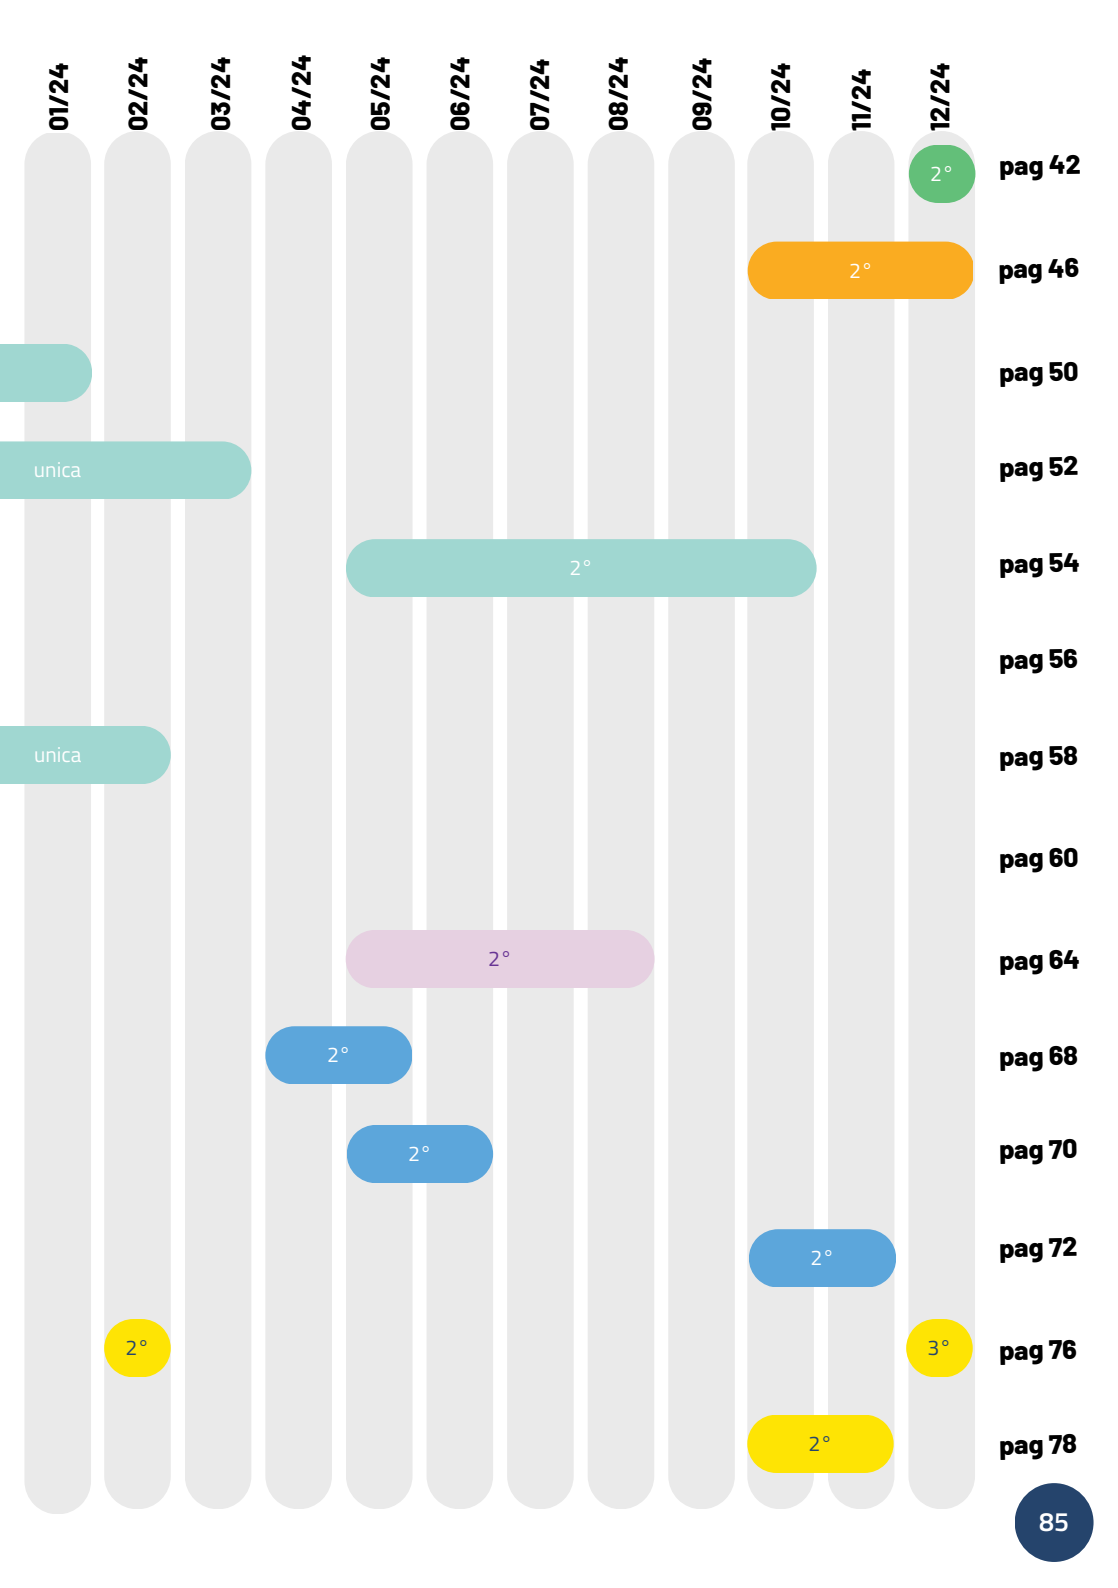 01/24 02/24 03/24 04/24 05/24 06/24 07/24 08/24 09/24 10/24 11/24 12/24
2° pag 42
2° pag 46
pag 50
unica pag 52
2° pag 54
pag 56
unica pag 58
pag 60
2° pag 64
2° pag 68
2° pag 70
2° pag 72
2° 3° pag 76
2° pag 78
85